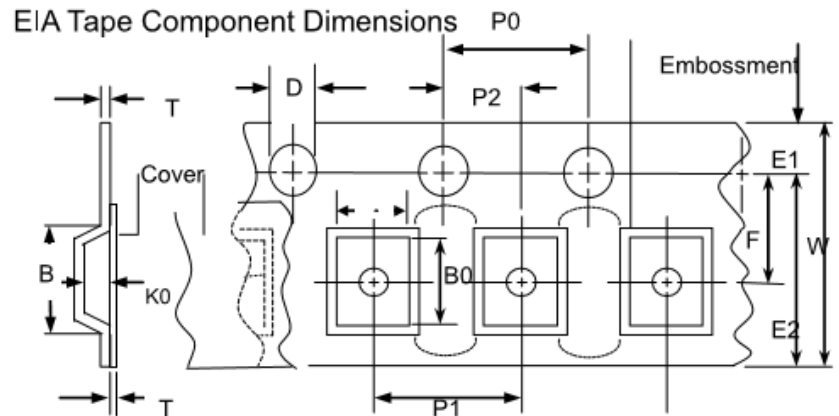 EIA Tape Component Dimensions
P0
Embossment
D
P2
T
E1
Cover
F
W
B
B0
K0
E2
P1
T